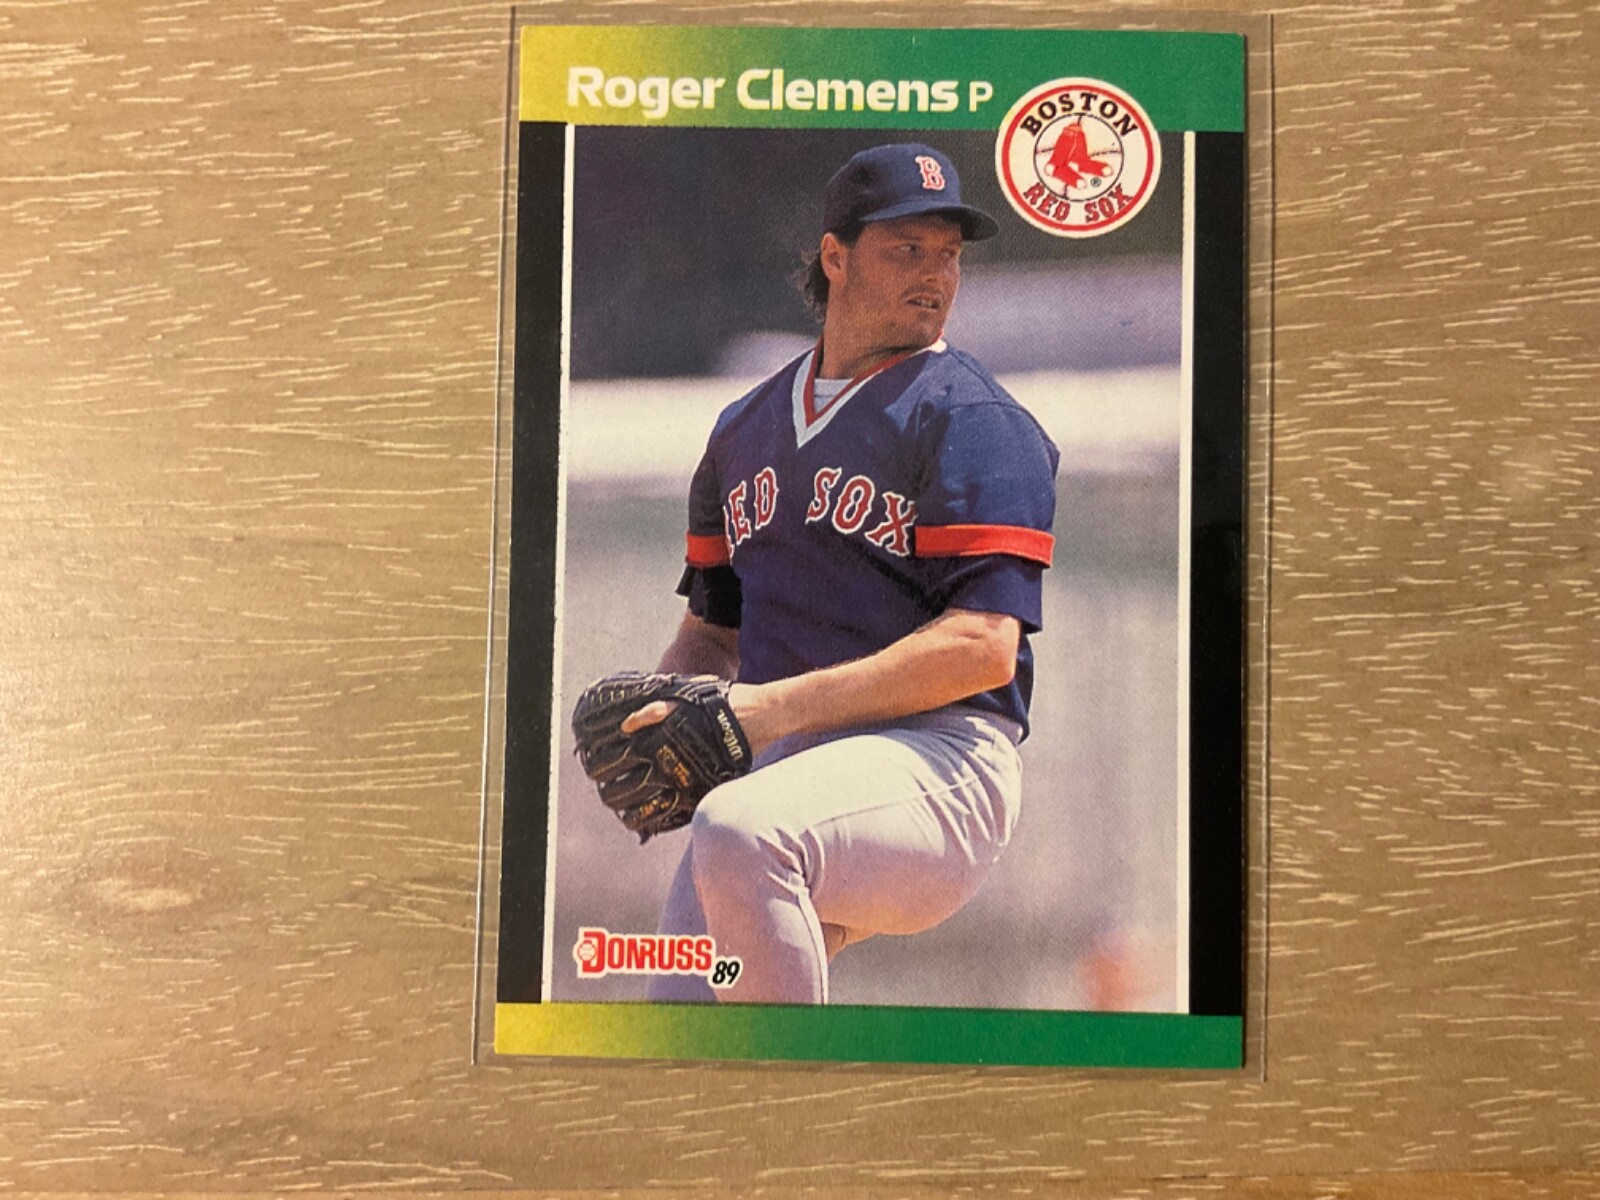 Roger Clemens P
BOSTON
RED SOX
B
RED SOX
Wilson
DONRUSS 89